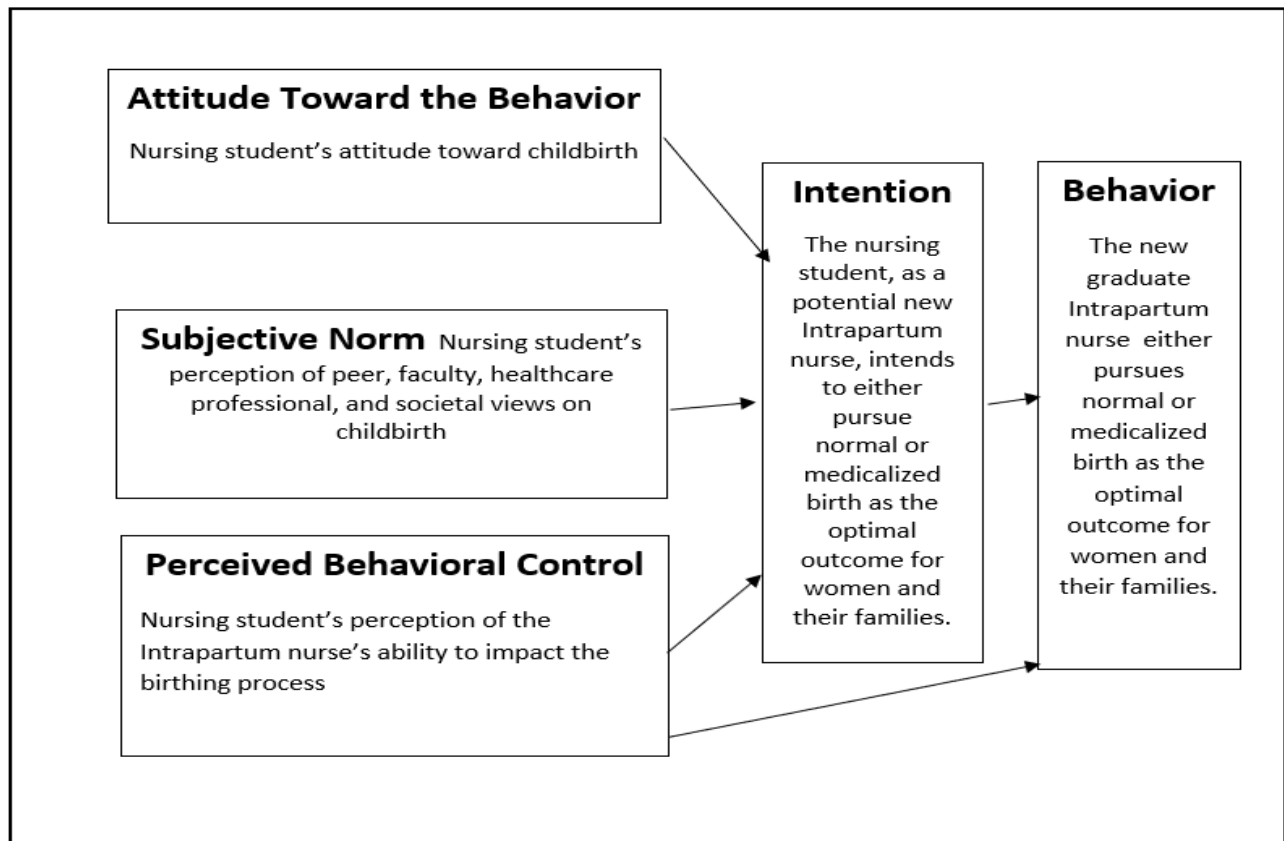 Attitude Toward the Behavior
Nursing student’s attitude toward childbirth
Subjective Norm Nursing student’s
perception of peer, faculty, healthcare
professional, and societal views on
childbirth
Perceived Behavioral Control
Nursing student’s perception of the
Intrapartum nurse’s ability to impact the
birthing process
Intention
The nursing
student, as a
potential new
Intrapartum
nurse, intends
to either
pursue
normal or
medicalized
birth as the
optimal
outcome for
women and
their families.
Behavior
The new
graduate
Intrapartum
nurse either
pursues
normal or
medicalized
birth as the
optimal
outcome for
women and
their families.